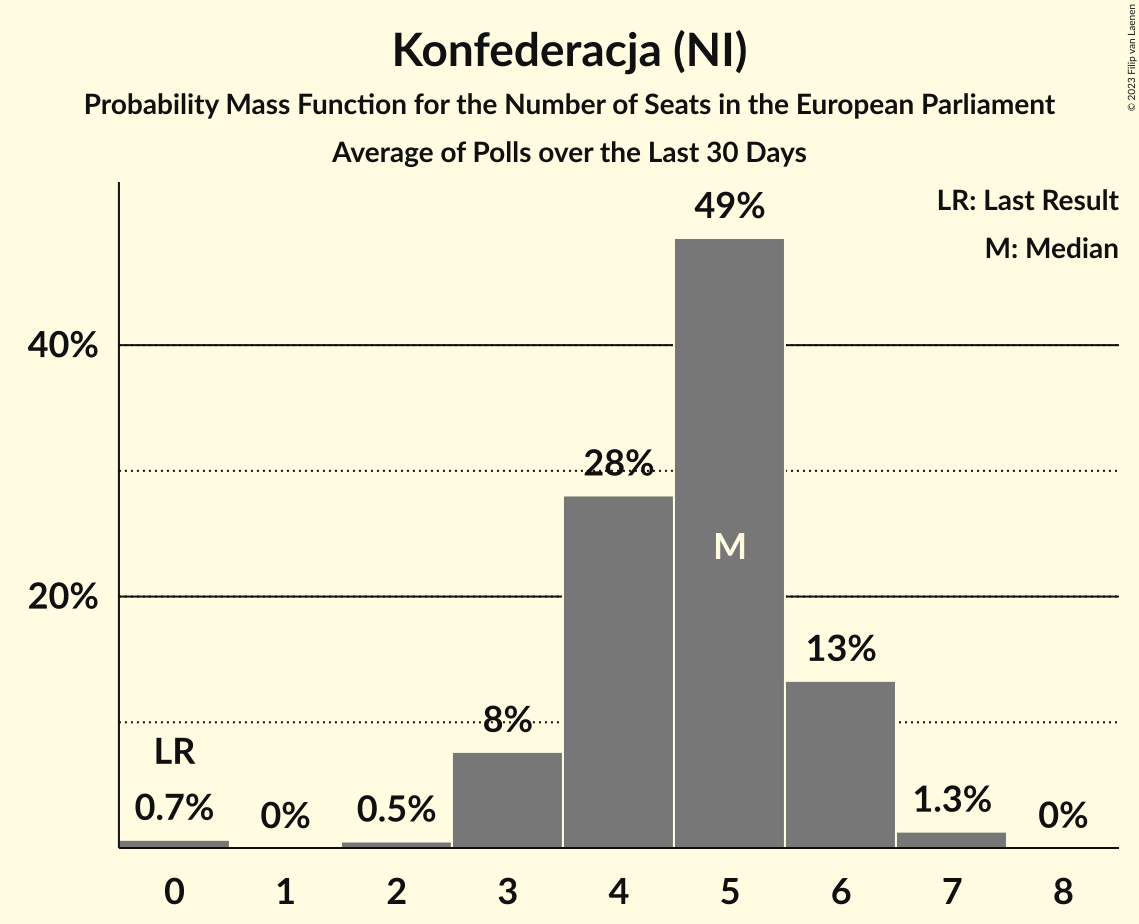 Konfederacja (NI)
Probability Mass Function for the Number of Seats in the European Parliament
Average of Polls over the Last 30 Days
© 2023 Filip van Laenen
LR: Last Result
M: Median
49%
40%
28%
M
20%
13%
8%
LR
0.7%
0%
0.5%
1.3%
0%
0 1 2 3 4 5 6 7 8